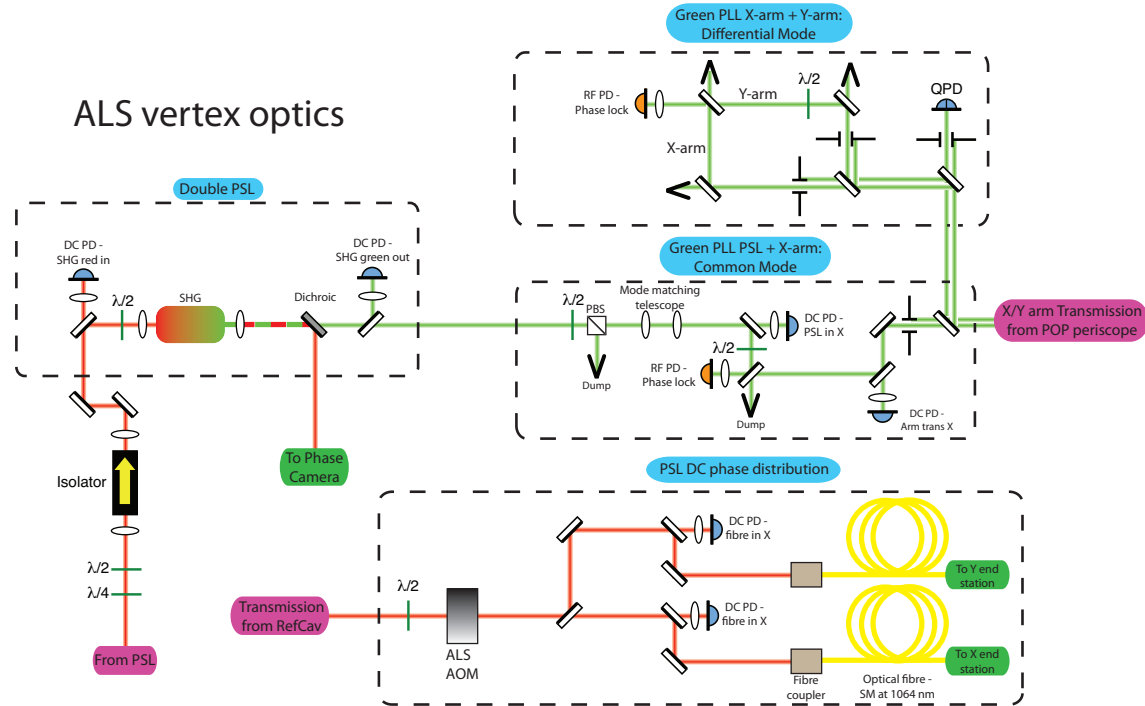 ALS vertex optics
Green PLL X-arm + Y-arm:
Differential Mode
RF PD -
Phase lock
Y-arm
λ/2
QPD
X-arm
Double PSL
DC PD -
SHG red in
λ/2
SHG
Dichroic
DC PD -
SHG green out
Green PLL PSL + X-arm:
Common Mode
λ/2
PBS
Mode matching
telescope
DC PD -
PSL in X
λ/2
RF PD -
Phase lock
Dump
Dump
DC PD -
Arm trans X
X/Y arm Transmission
from POP periscope
Isolator
λ/2
λ/4
From PSL
To Phase
Camera
PSL DC phase distribution
Transmission
from RefCav
λ/2
ALS
AOM
DC PD -
fibre in X
DC PD -
fibre in X
Fibre
coupler
Optical fibre -
SM at 1064 nm
To Y end
station
To X end
station